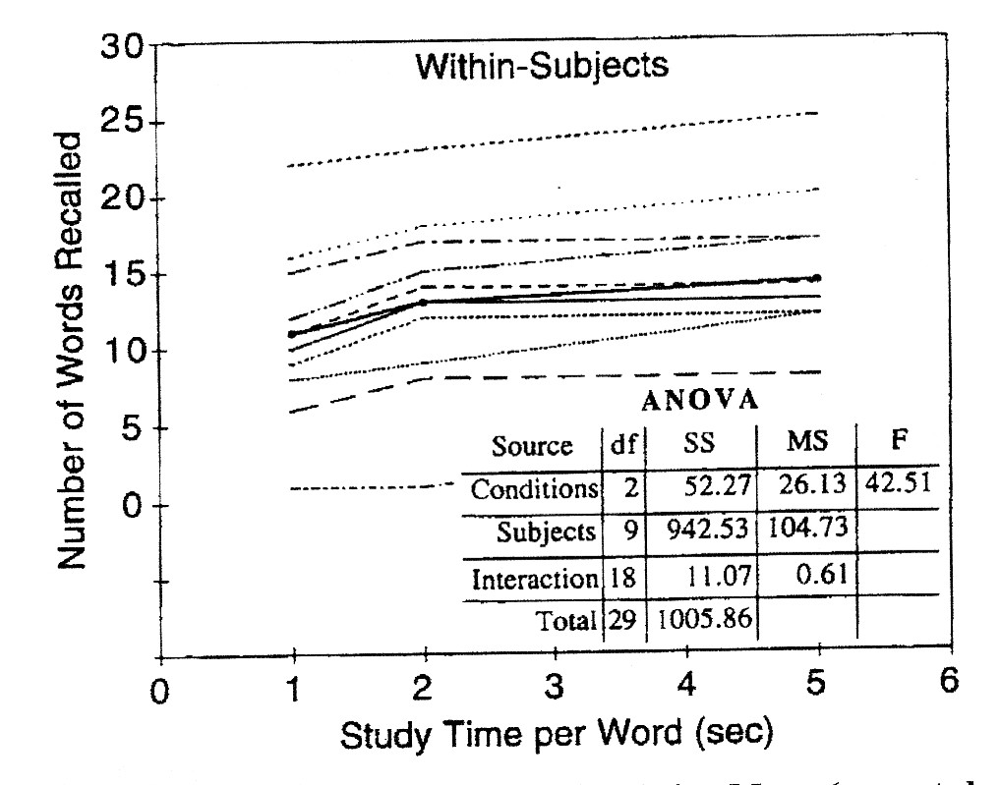 Within-Subjects
Number of Words Recalled
30
25
20
15
10
5
0
ANOVA
Source df SS MS F
Conditions 2 52.27 26.13 42.51
Subjects 9 942.53 104.73
Interaction 18 11.07 0.61
Total 29 1005.86
0 1 2 3 4 5 6
Study Time per Word (sec)